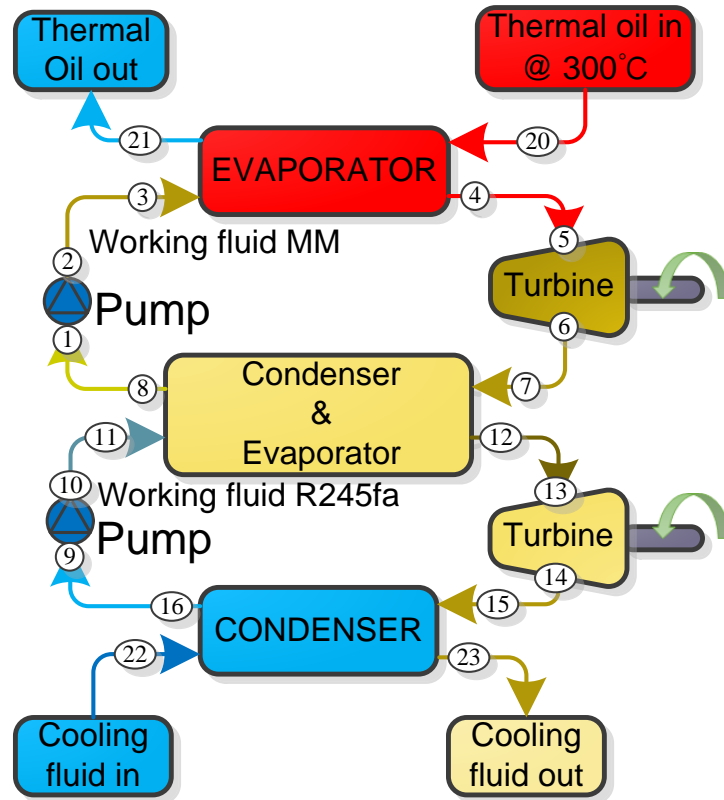 Thermal
Oil out
Thermal oil in
@ 300°C
21
20
EVAPORATOR
3
4
Working fluid MM
2
5
Turbine
Pump
1
6
8
Condenser
&
Evaporator
7
11
12
10
Working fluid R245fa
13
Pump
Turbine
9
14
16
15
CONDENSER
22
23
Cooling
fluid in
Cooling
fluid out